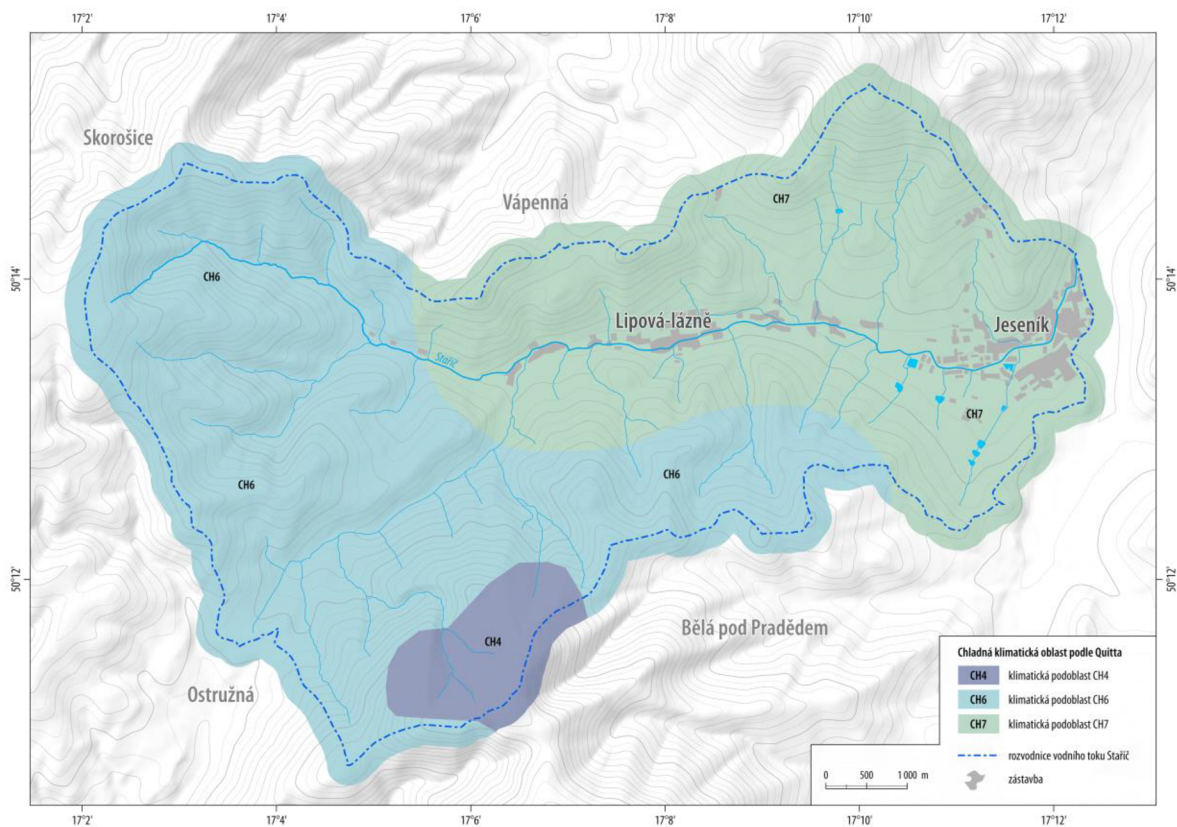 17°2'
17°4'
17°6'
17°8'
17°10'
17°12'
Skorošice
Vápenná
CH7
50°14'
CH6
50°14'
Lipová-lázně
Jeseník
Staříč
CH7
CH6
CH6
50°12'
50°12'
CH4
Bělá pod Pradědem
Ostružná
Chladná klimatická oblast podle Quitta
CH4 klimatická podoblast CH4
CH6 klimatická podoblast CH6
CH7 klimatická podoblast CH7
rozvodnice vodního toku Staříč
zástavba
0 500 1 000 m
17°2'
17°4'
17°6'
17°8'
17°10'
17°12'